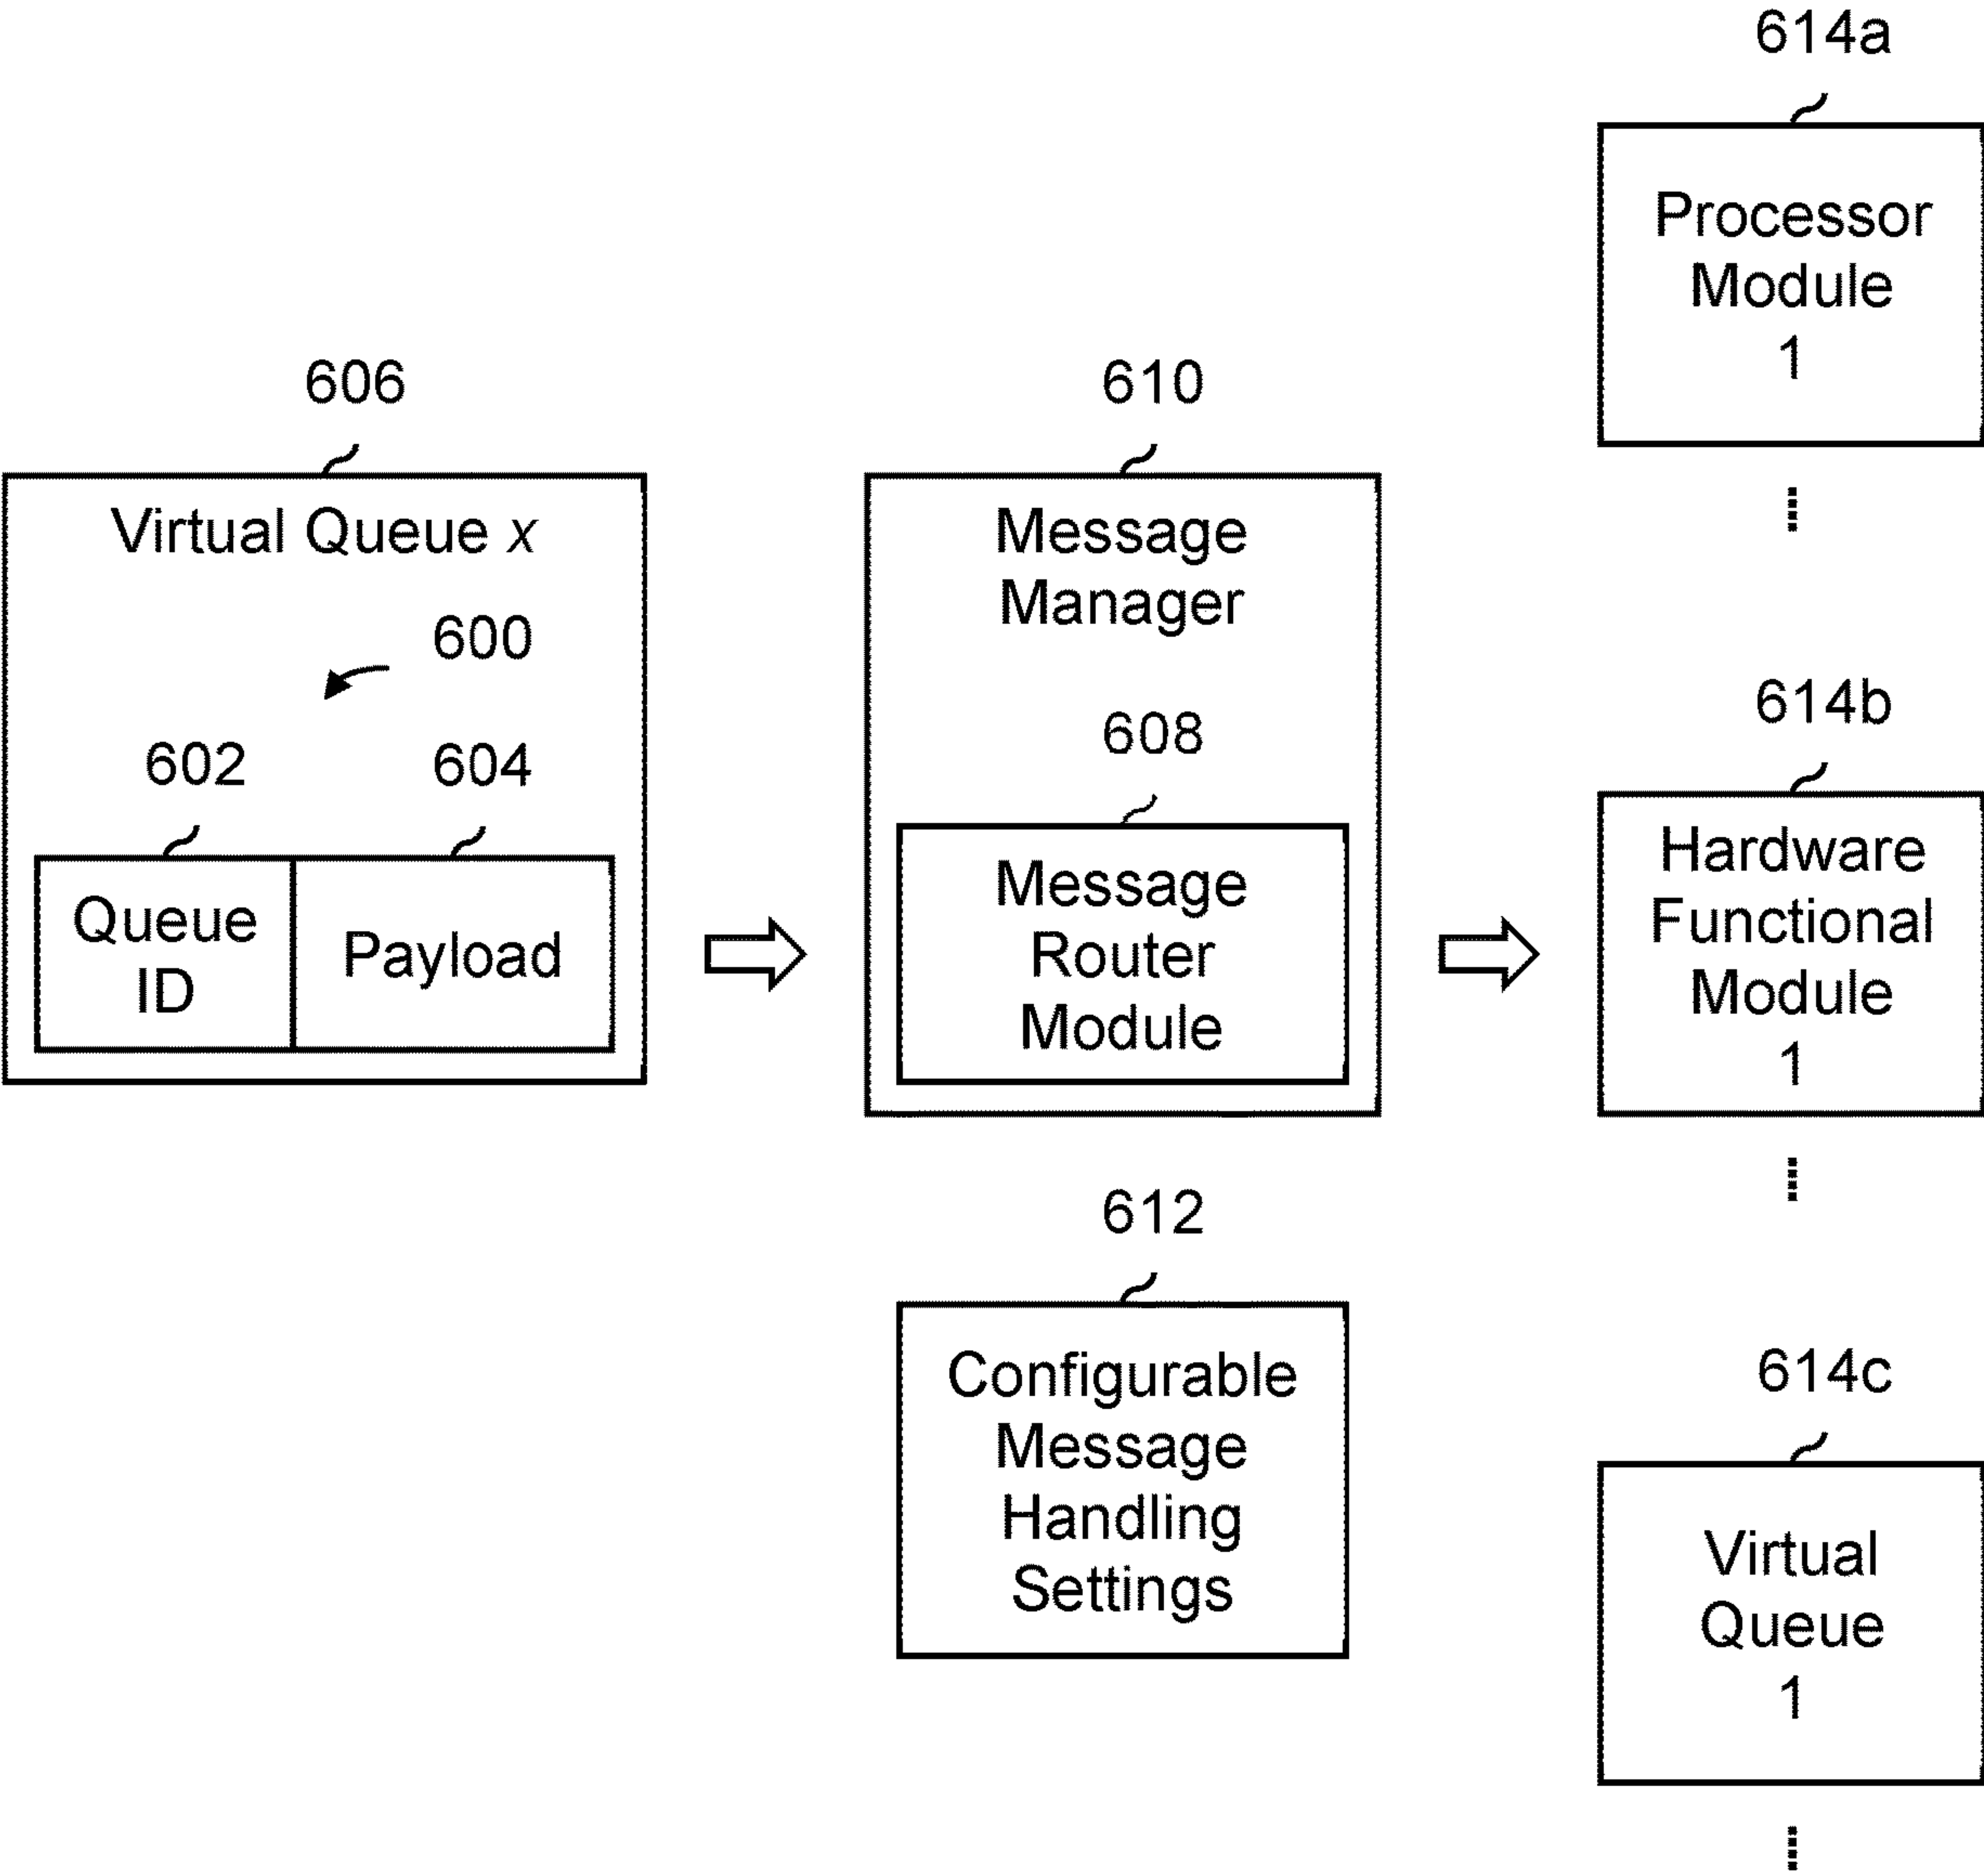 614a
Processor
Module
1
606
Virtual Queue x
600
602
604
Queue
ID
Payload
610
Message
Manager
608
Message
Router
Module
612
Configurable
Message
Handling
Settings
614b
Hardware
Functional
Module
1
614c
Virtual
Queue
1